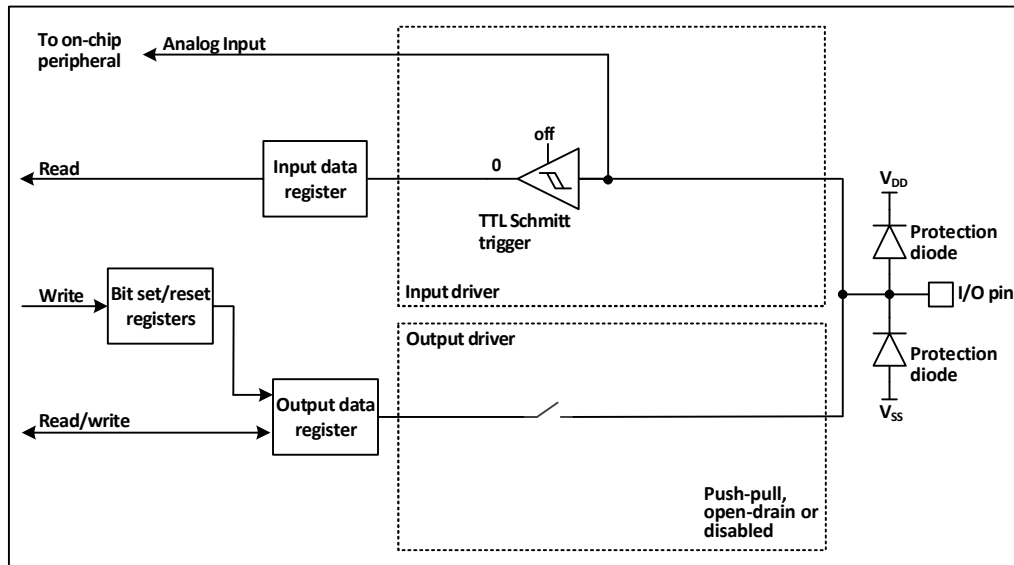 To on-chip
peripheral
Analog Input
off
Read
Input data
register
0
TTL Schmitt
trigger
VDD
Protection
diode
Write
Bit set/reset
registers
Input driver
I/O pin
Output driver
Protection
diode
Read/write
Output data
register
VSS
Push-pull,
open-drain or
disabled